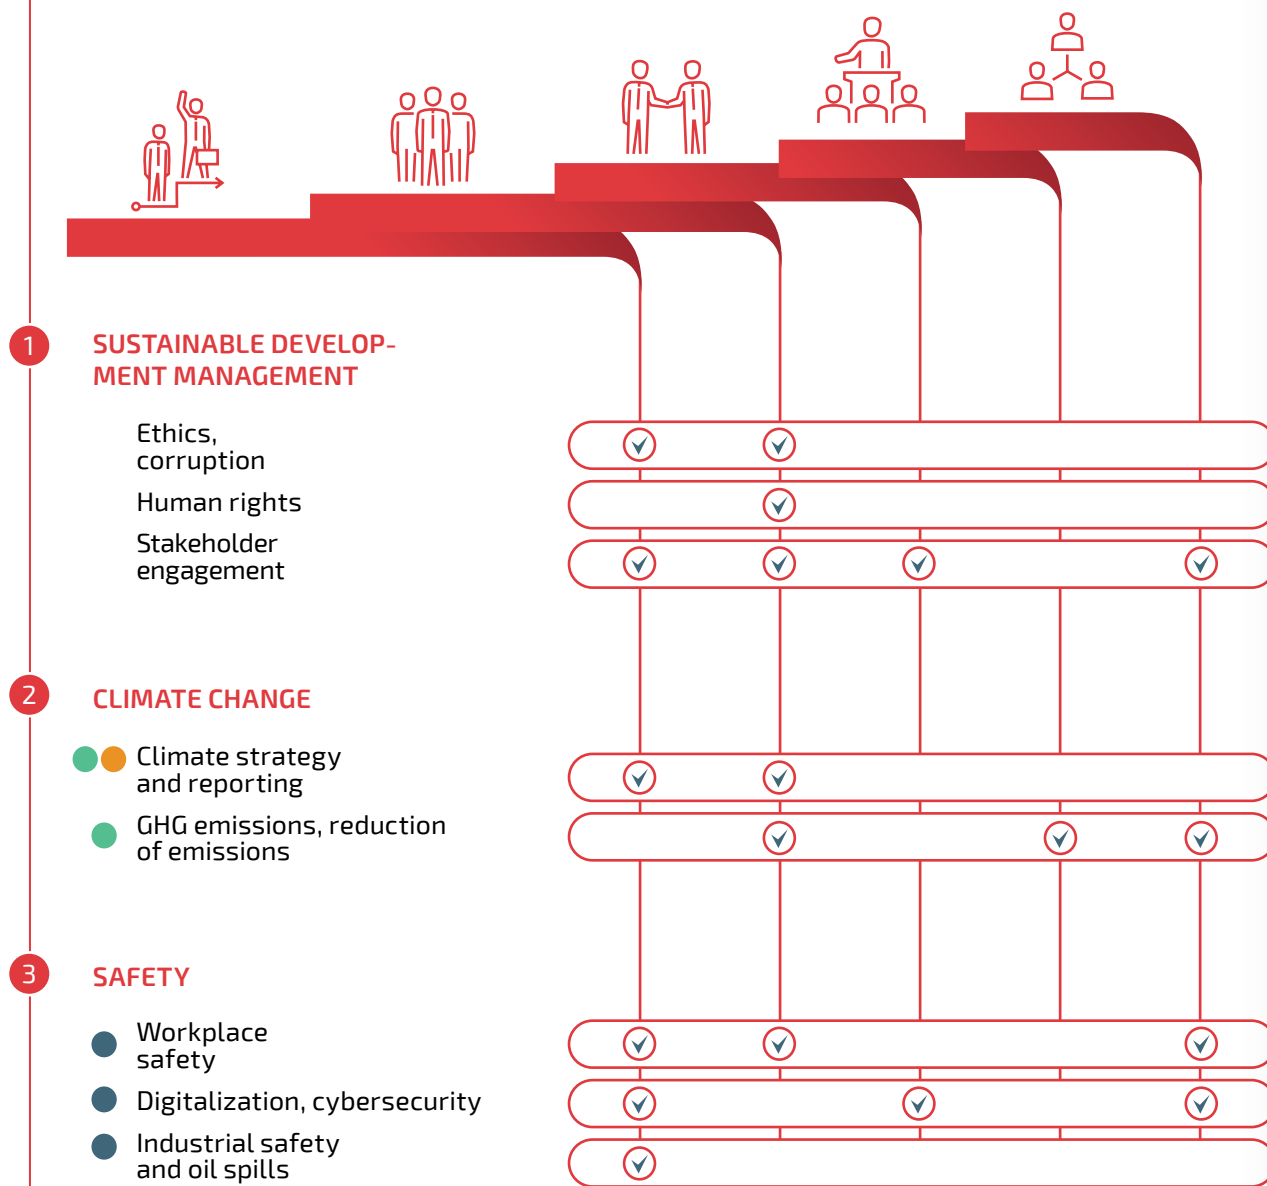 1
SUSTAINABLE DEVELOP-
MENT MANAGEMENT
Ethics,
corruption
Human rights
Stakeholder
engagement
2
CLIMATE CHANGE
Climate strategy
and reporting
GHG emissions, reduction
of emissions
3
SAFETY
Workplace
safety
Digitalization, cybersecurity
Industrial safety
and oil spills